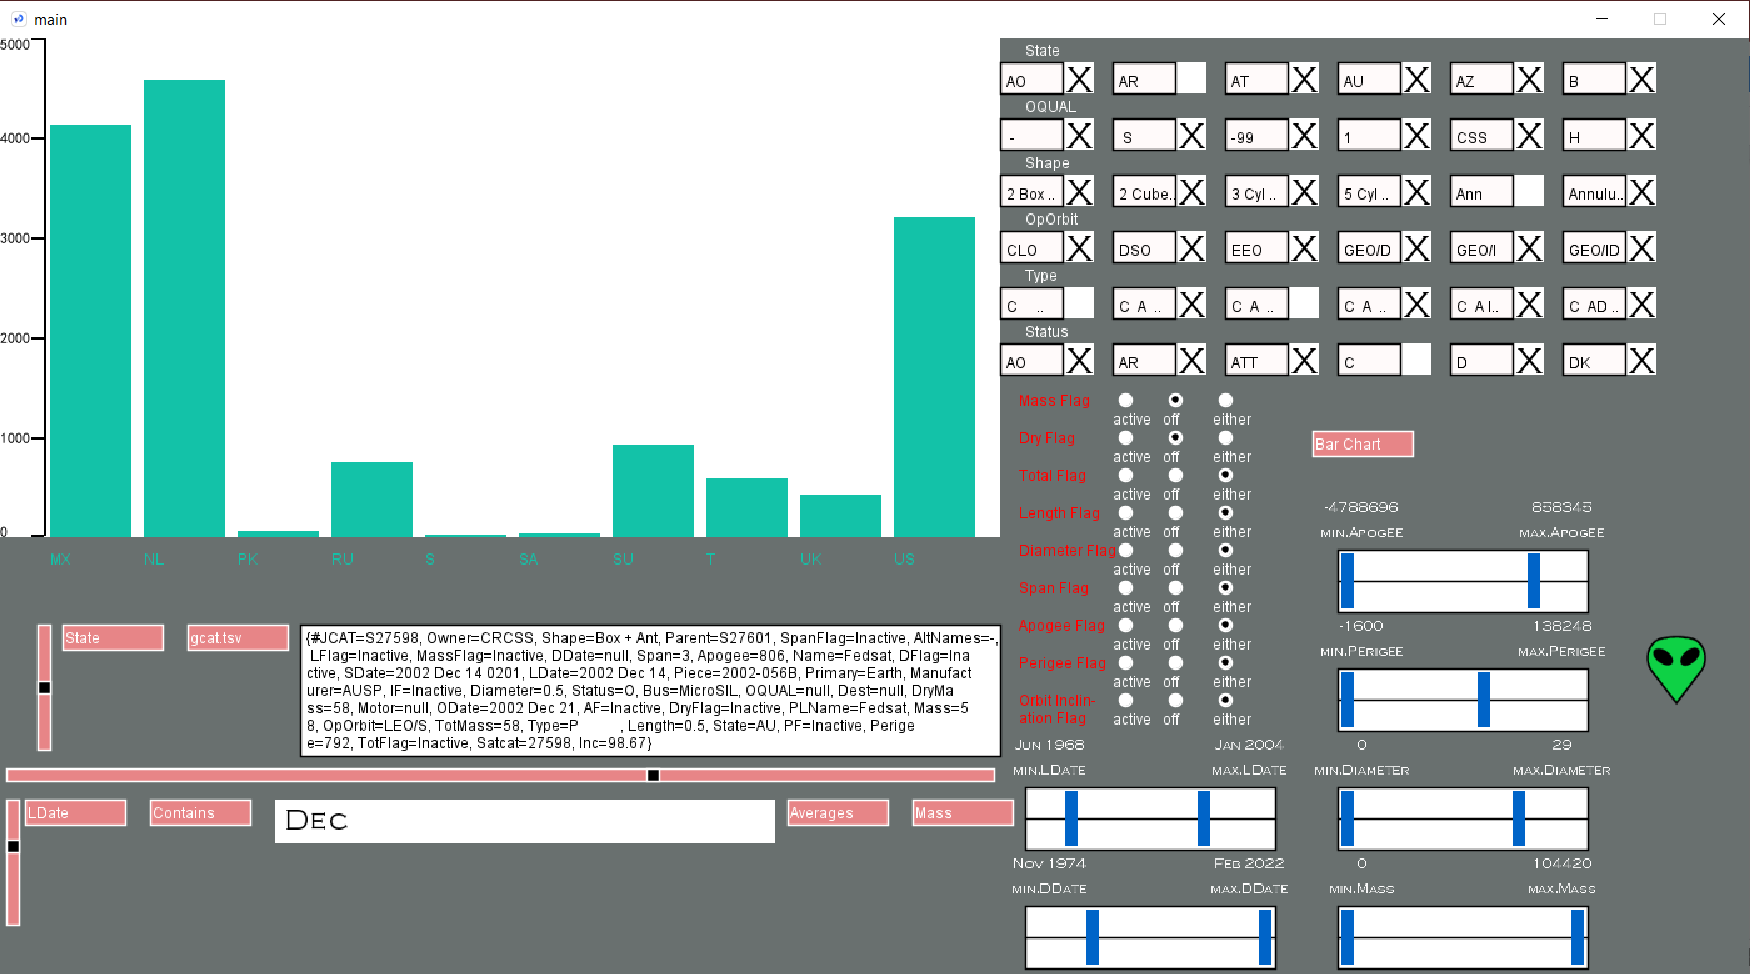 main
5000
4000
3000
2000
1000
0
MX NL PK RU S SA SU T UK US
State
AO X AR AT X AU X AZ X B X
OQUAL
- X S X -99 X 1 X CSS X H X
Shape
2 Box .. X 2 Cube.. X 3 Cyl .. X 5 Cyl .. X Ann Annulu.. X
OpOrbit
CLO X DSO X EEO X GEO/D X GEO/I X GEO/ID X
Type
C .. C A .. X C A .. C A .. X C A I.. X C AD .. X
Status
AO X AR X ATT X C D X DK X
Mass Flag
active off either
Dry Flag
active off either
Total Flag
active off either
Length Flag
active off either
Diameter Flag
active off either
Span Flag
active off either
Apogee Flag
active off either
Perigee Flag
active off either
Orbit Inclin-
ation Flag
active off either
Bar Chart
-4788696 858345
MIN.APOGEE MAX.APOGEE
-1600 138248
MIN.PERIGEE MAX.PERIGEE
Jun 1968 Jan 2004 0 29
MIN.LDATE MAX.LDATE MIN.DIAMETER MAX.DIAMETER
Nov 1974 Feb 2022 0 104420
MIN.DDATE MAX.DDATE MIN.MASS MAX.MASS
State gcat.tsv
{#JCAT=S27598, Owner=CRCSS, Shape=Box + Ant, Parent=S27601, SpanFlag=Inactive, AltNames=-,
LFlag=Inactive, MassFlag=Inactive, DDate=null, Span=3, Apogee=806, Name=Fedsat, DFlag=Ina
ctive, SDate=2002 Dec 14 0201, LDate=2002 Dec 14, Piece=2002-056B, Primary=Earth, Manufact
urer=AUSP, IF=Inactive, Diameter=0.5, Status=O, Bus=MicroSIL, OQUAL=null, Dest=null, DryMa
ss=58, Motor=null, ODate=2002 Dec 21, AF=Inactive, DryFlag=Inactive, PLName=Fedsat, Mass=5
8, OpOrbit=LEO/S, TotMass=58, Type=P , Length=0.5, State=AU, PF=Inactive, Perige
e=792, TotFlag=Inactive, Satcat=27598, Inc=98.67}
LDate Contains Dec Averages Mass